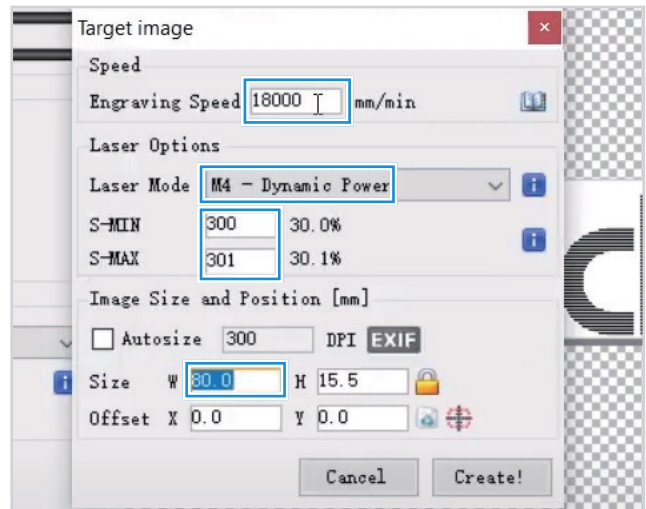 Target image
Speed
Engraving Speed 18000 mm/min
Laser Options
Laser Mode M4 - Dynamic Power
S-MIN 300 30.0%
S-MAX 301 30.1%
Image Size and Position [mm]
Autosize 300 DPI EXIF
Size W 80.0 H 15.5
Offset X 0.0 Y 0.0
Cancel Create!